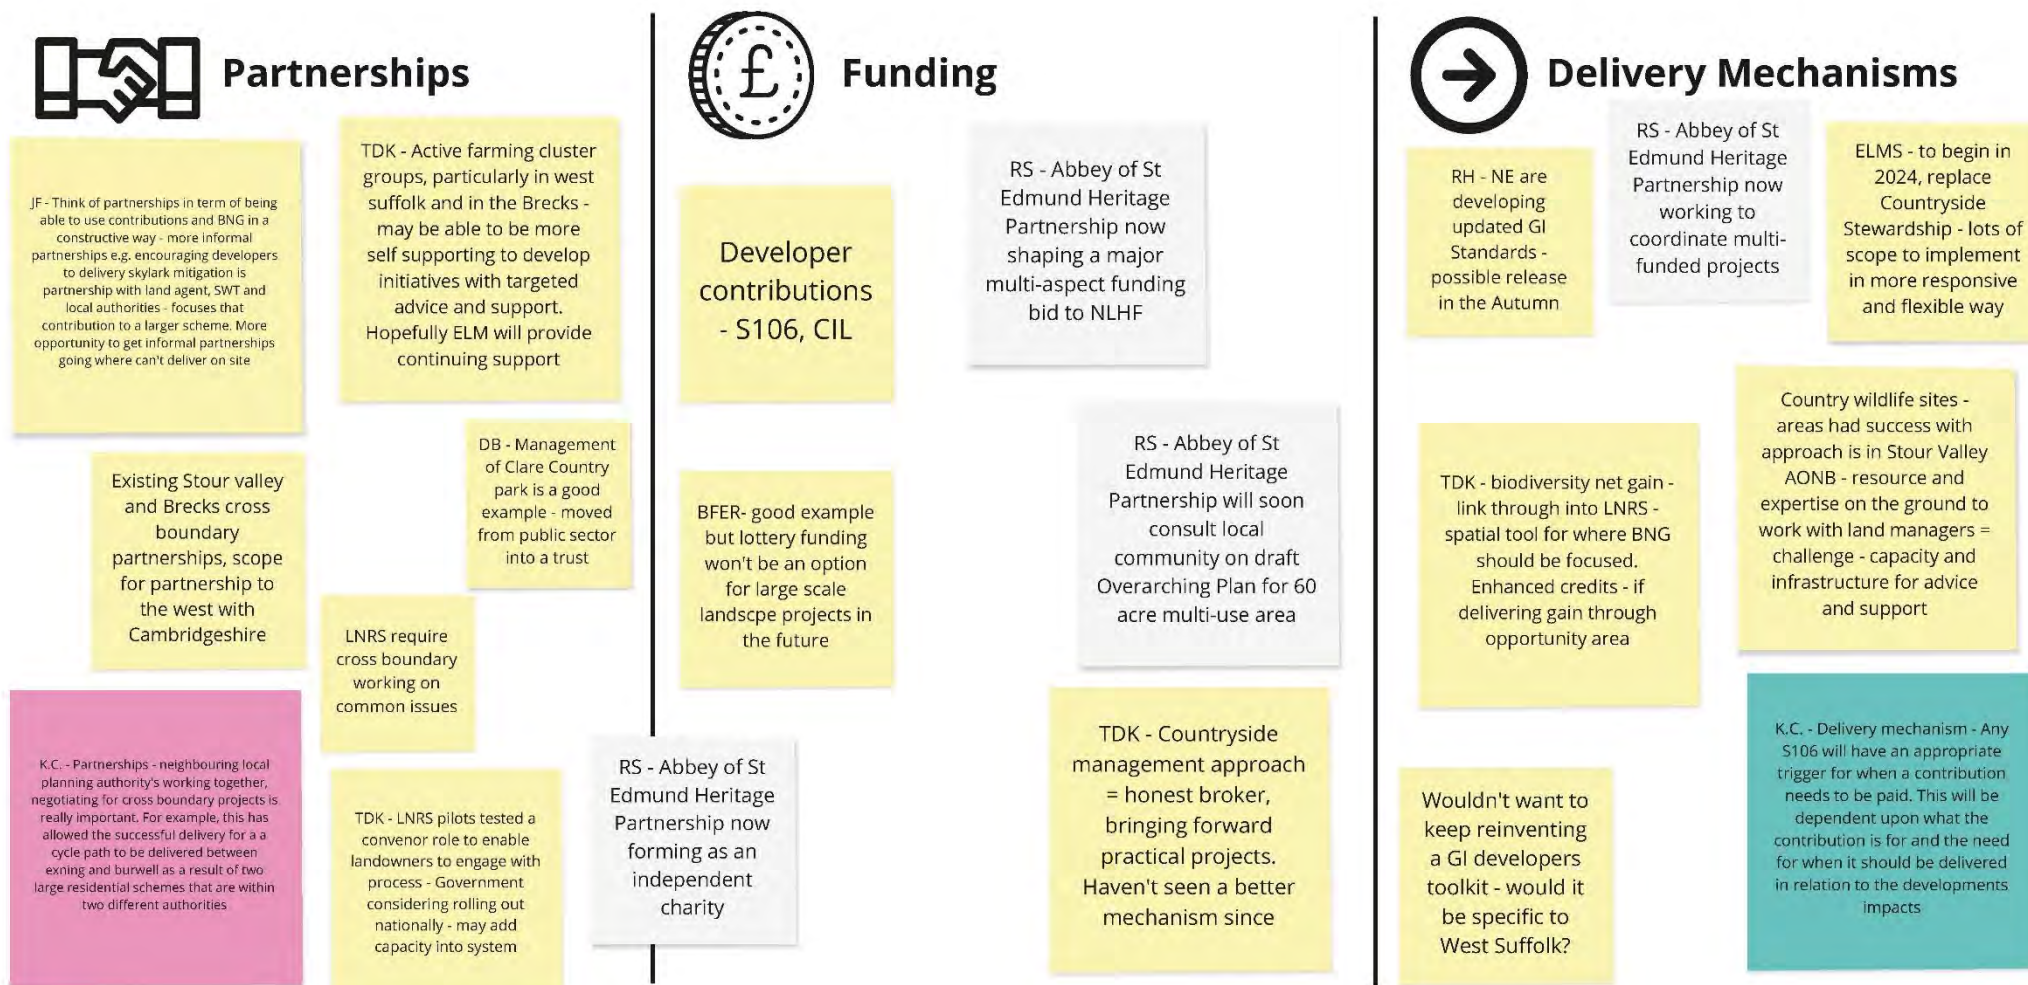 Partnerships
JF - Think of partnerships in term of being
able to use contributions and BNG in a
constructive way - more informal
partnerships e.g. encouraging developers
to delivery skylark mitigation is
partnership with land agent, SWT and
local authorities - focuses that
contribution to a larger scheme. More
opportunity to get informal partnerships
going where can't deliver on site
TDK - Active farming cluster
groups, particularly in west
suffolk and in the Brecks -
may be able to be more
self supporting to develop
initiatives with targeted
advice and support.
Hopefully ELM will provide
continuing support
DB - Management
of Clare Country
park is a good
example - moved
from public sector
into a trust
Existing Stour valley
and Brecks cross
boundary
partnerships, scope
for partnership to
the west with
Cambridgeshire
LNRS require
cross boundary
working on
common issues
K.C. - Partnerships - neighbouring local
planning authority's working together,
negotiating for cross boundary projects is
really important. For example, this has
allowed the successful delivery for a a
cycle path to be delivered between
exning and burwell as a result of two
large residential schemes that are within
two different authorities
TDK - LNRS pilots tested a
convenor role to enable
landowners to engage with
process - Government
considering rolling out
nationally - may add
capacity into system
RS - Abbey of St
Edmund Heritage
Partnership now
forming as an
independent
charity
£
Funding
Developer
contributions
- S106, CIL
RS - Abbey of St
Edmund Heritage
Partnership now
shaping a major
multi-aspect funding
bid to NLHF
BFER- good example
but lottery funding
won't be an option
for large scale
landscpe projects in
the future
RS - Abbey of St
Edmund Heritage
Partnership will soon
consult local
community on draft
Overarching Plan for 60
acre multi-use area
TDK - Countryside
management approach
= honest broker,
bringing forward
practical projects.
Haven't seen a better
mechanism since
Delivery Mechanisms
RH - NE are
developing
updated GI
Standards -
possible release
in the Autumn
RS - Abbey of St
Edmund Heritage
Partnership now
working to
coordinate multi-
funded projects
ELMS - to begin in
2024, replace
Countryside
Stewardship - lots of
scope to implement
in more responsive
and flexible way
TDK - biodiversity net gain -
link through into LNRS -
spatial tool for where BNG
should be focused.
Enhanced credits - if
delivering gain through
opportunity area
Country wildlife sites -
areas had success with
approach is in Stour Valley
AONB - resource and
expertise on the ground to
work with land managers =
challenge - capacity and
infrastructure for advice
and support
Wouldn't want to
keep reinventing
a GI developers
toolkit - would it
be specific to
West Suffolk?
K.C. - Delivery mechanism - Any
S106 will have an appropriate
trigger for when a contribution
needs to be paid. This will be
dependent upon what the
contribution is for and the need
for when it should be delivered
in relation to the developments
impacts